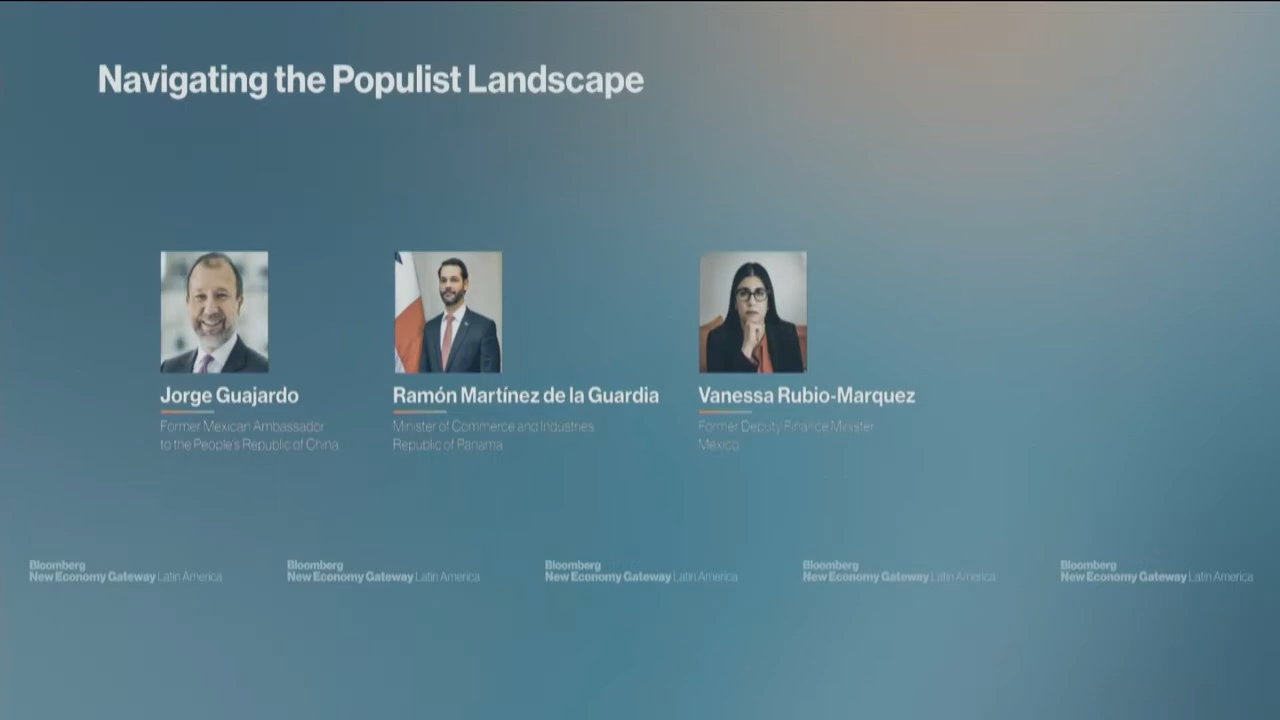 Navigating the Populist Landscape
Jorge Guajardo
Former Mexican Ambassador
to the People's Republic of China
Ramón Martínez de la Guardia
Minister of Commerce and Industries
Republic of Panama
Vanessa Rubio-Marquez
Former Deputy Finance Minister
Mexico
Bloomberg
New Economy Gateway Latin America
Bloomberg
New Economy Gateway Latin America
Bloomberg
New Economy Gateway Latin America
Bloomberg
New Economy Gateway Latin America
Bloomberg
New Economy Gateway Latin America